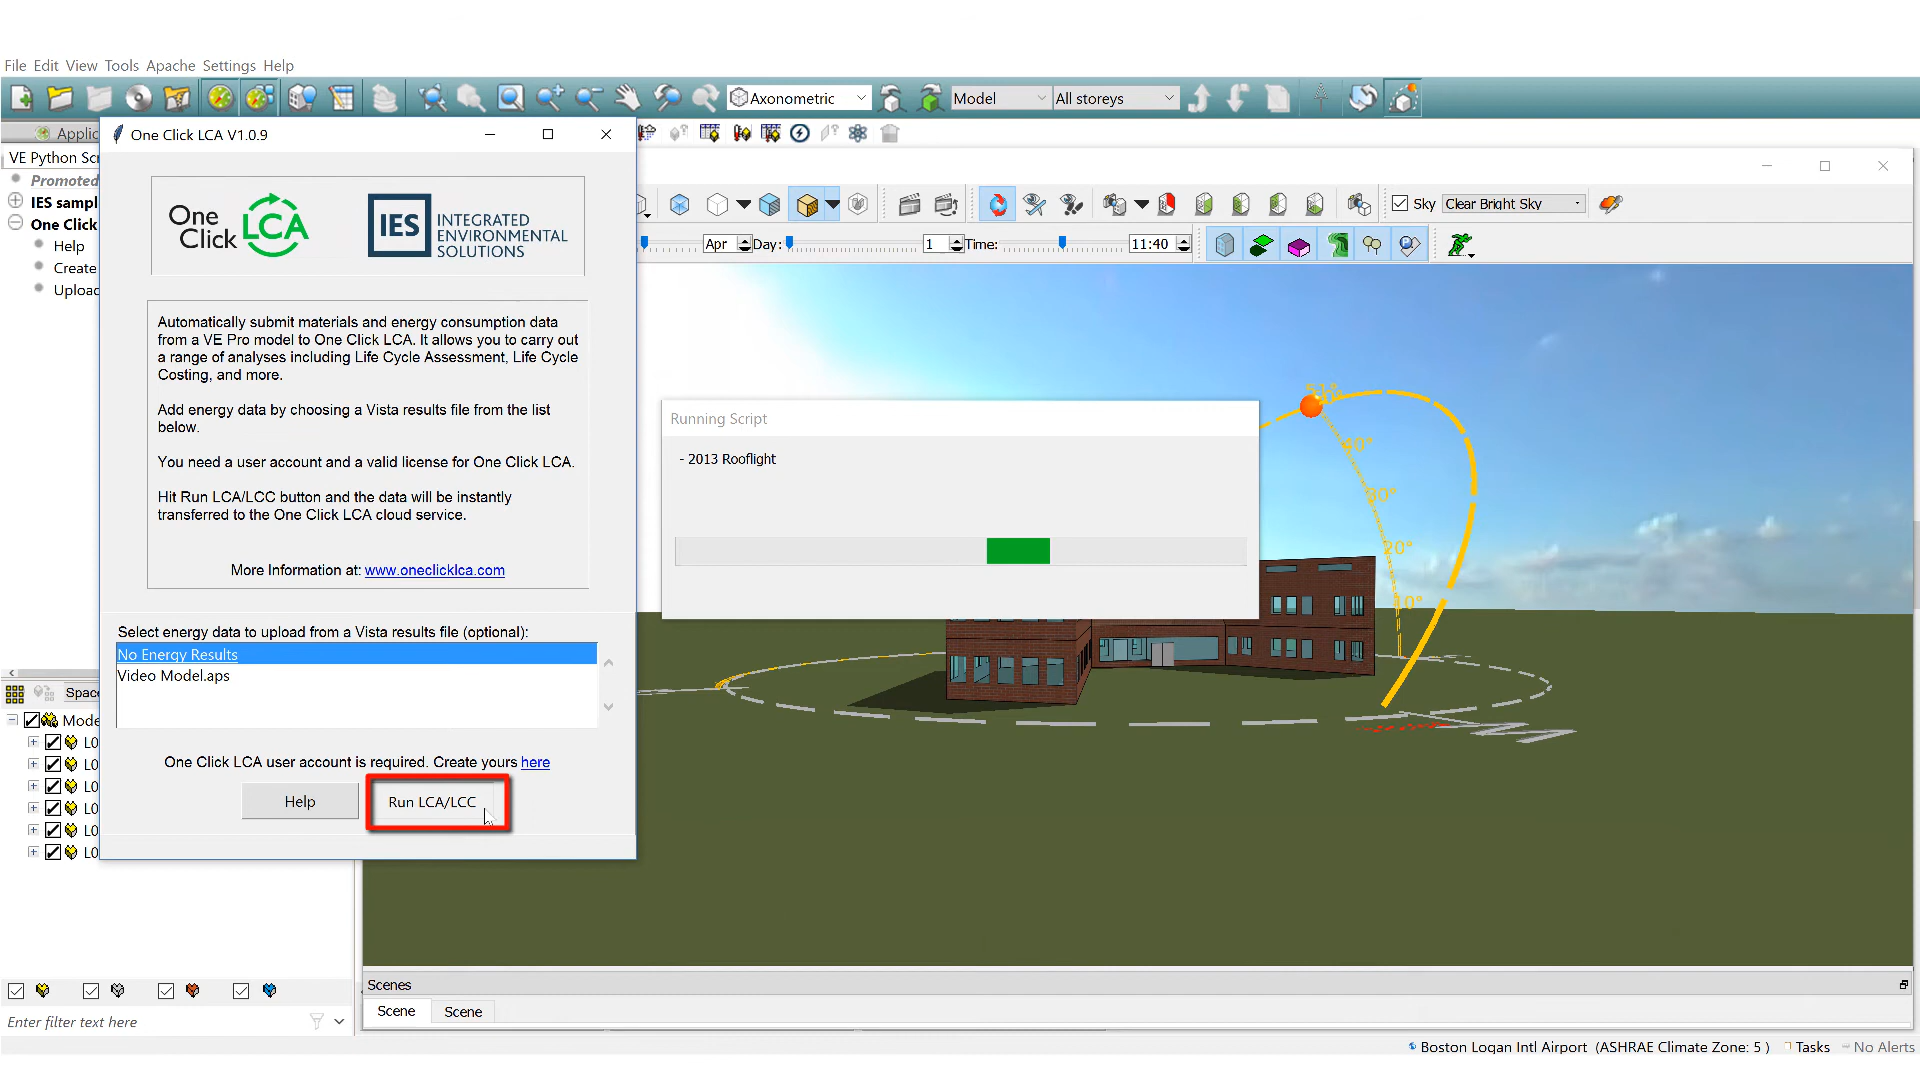 File Edit View Tools Apache Settings Help
Axonometric
Model
All storeys
Applic
One Click LCA V1.0.9
VE Python Scr
Promoted
IES sampl
One Click
Help
Create
Upload
One Click LCA
IES INTEGRATED ENVIRONMENTAL SOLUTIONS
Sky
Clear Bright Sky
Apr
Day:
1
Time:
11:40
Automatically submit materials and energy consumption data
from a VE Pro model to One Click LCA. It allows you to carry out
a range of analyses including Life Cycle Assessment, Life Cycle
Costing, and more.
Add energy data by choosing a Vista results file from the list
below.
You need a user account and a valid license for One Click LCA.
Hit Run LCA/LCC button and the data will be instantly
transferred to the One Click LCA cloud service.
More Information at: www.oneclicklca.com
Running Script
- 2013 Rooflight
51°
40°
30°
20°
10°
N
Select energy data to upload from a Vista results file (optional):
No Energy Results
Video Model.aps
One Click LCA user account is required. Create yours here
Help
Run LCA/LCC
Space
Mode
L0
L0
L0
L0
L0
L0
Enter filter text here
Scenes
Scene
Scene
Boston Logan Intl Airport (ASHRAE Climate Zone: 5 )
Tasks
No Alerts